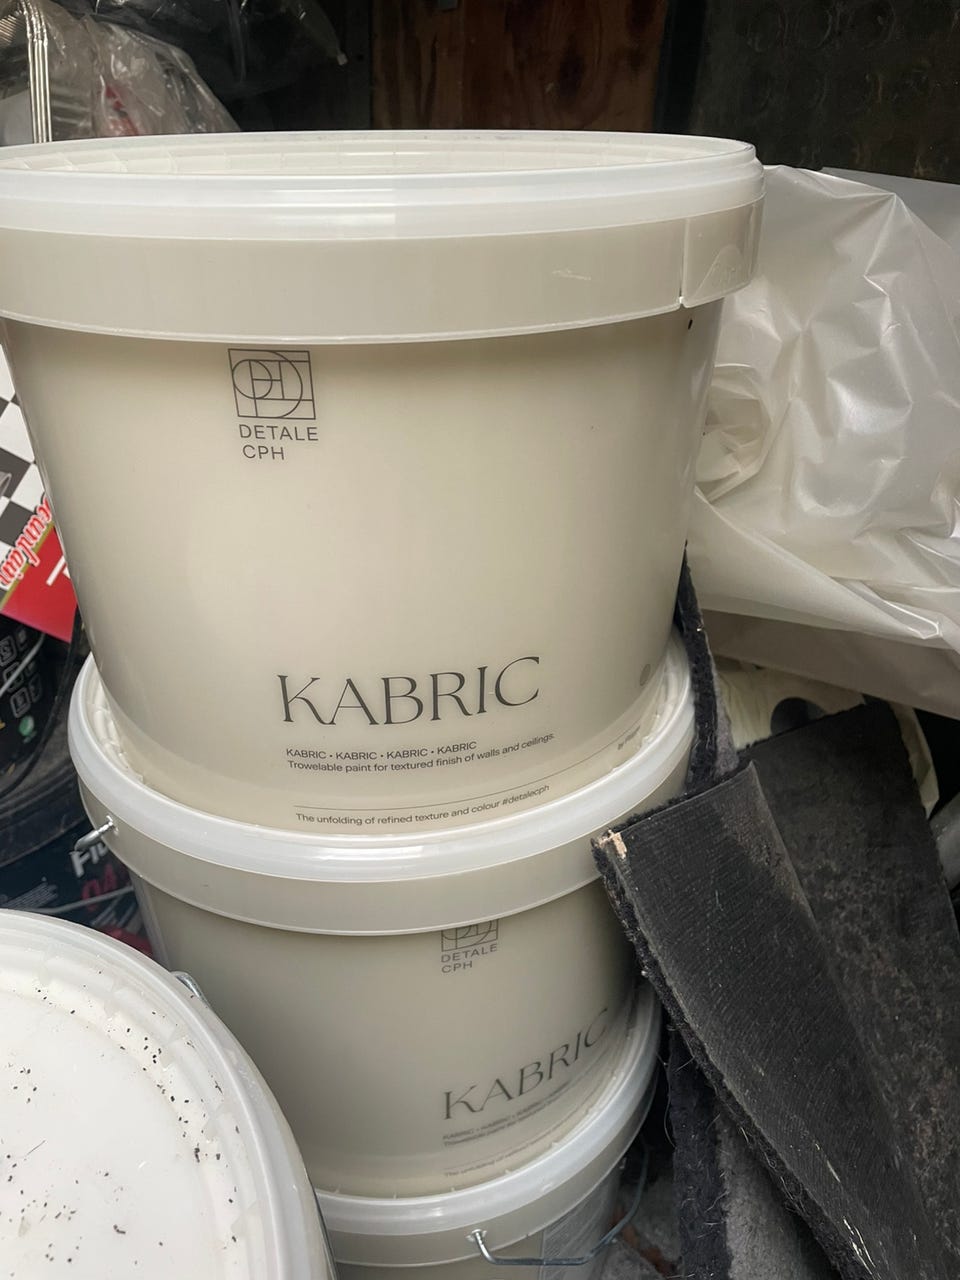 DETALE
CPH
KABRIC
KABRIC • KABRIC • KABRIC • KABRIC
Trowelable paint for textured finish of walls and ceilings.
The unfolding of refined texture and colour #detalecph
DETALE
CPH
KABRIC